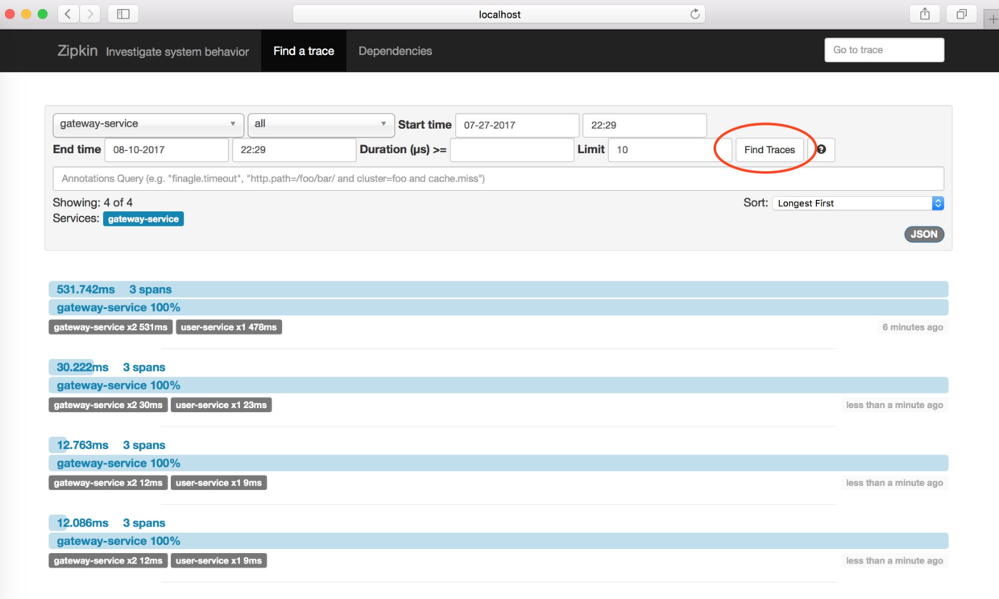 localhost
Zipkin Investigate system behavior Find a trace Dependencies Go to trace
gateway-service all Start time 07-27-2017 22:29
End time 08-10-2017 22:29 Duration (μs) >= Limit 10 Find Traces ?
Annotations Query (e.g. "finagle.timeout", "http.path=/foo/bar/ and cluster=foo and cache.miss")
Showing: 4 of 4 Sort: Longest First
Services: gateway-service
JSON
531.742ms 3 spans
gateway-service 100%
gateway-service x2 531ms user-service x1 478ms 6 minutes ago
30.222ms 3 spans
gateway-service 100%
gateway-service x2 30ms user-service x1 23ms less than a minute ago
12.763ms 3 spans
gateway-service 100%
gateway-service x2 12ms user-service x1 9ms less than a minute ago
12.086ms 3 spans
gateway-service 100%
gateway-service x2 12ms user-service x1 9ms less than a minute ago